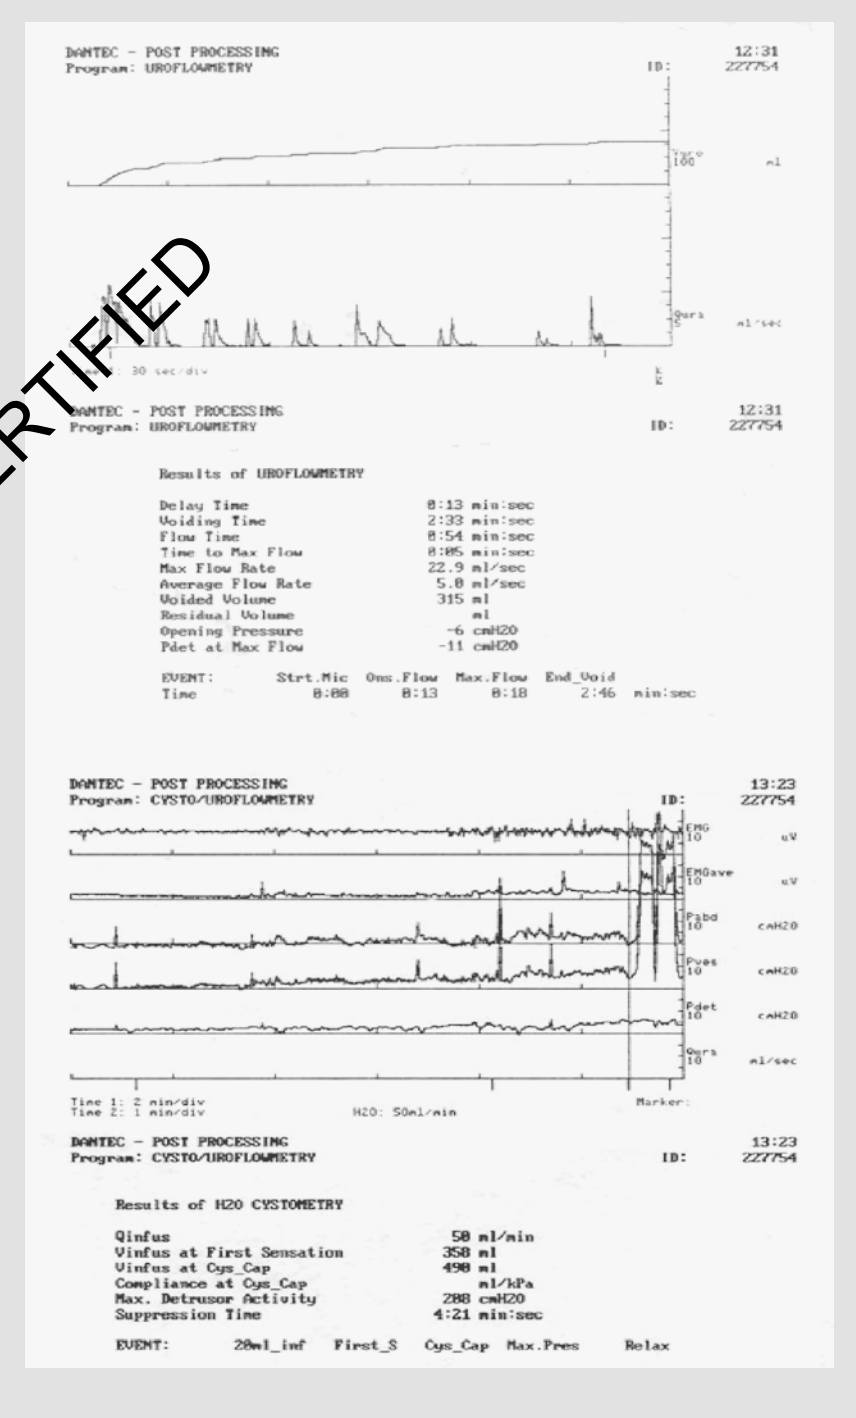 DANTEC - POST PROCESSING 12:31
Program: UROFLOWMETRY ID: 227754
100 ml
Qura
5 ml/sec
30 sec/div
ERTIFIED
DANTEC - POST PROCESSING 12:31
Program: UROFLOWMETRY ID: 227754
Results of UROFLOWMETRY
Delay Time 0:13 min:sec
Voiding Time 2:33 min:sec
Flow Time 0:54 min:sec
Time to Max Flow 0:05 min:sec
Max Flow Rate 22.9 ml/sec
Average Flow Rate 5.0 ml/sec
Voided Volume 315 ml
Residual Volume ml
Opening Pressure -6 cmH2O
Pdet at Max Flow -11 cmH2O
EVENT: Strt.Mic Ons.Flow Max.Flow End_Void
Time 0:00 0:13 0:18 2:46 min:sec
DANTEC - POST PROCESSING 13:23
Program: CYSTO/UROFLOWMETRY ID: 227754
EMG
10 uV
EMGave
10 uV
Pabd
10 cmH2O
Pves
10 cmH2O
Pdet
10 cmH2O
Qura
10 ml/sec
Time 1: 2 min/div Marker:
Time 2: 1 min/div H2O: 50ml/min
DANTEC - POST PROCESSING 13:23
Program: CYSTO/UROFLOWMETRY ID: 227754
Results of H2O CYSTOMETRY
Qinfus 50 ml/min
Vinfus at First Sensation 358 ml
Vinfus at Cys_Cap 490 ml
Compliance at Cys_Cap ml/kPa
Max. Detrusor Activity 208 cmH2O
Suppression Time 4:21 min:sec
EVENT: 20ml_inf First_S Cys_Cap Max.Pres Relax